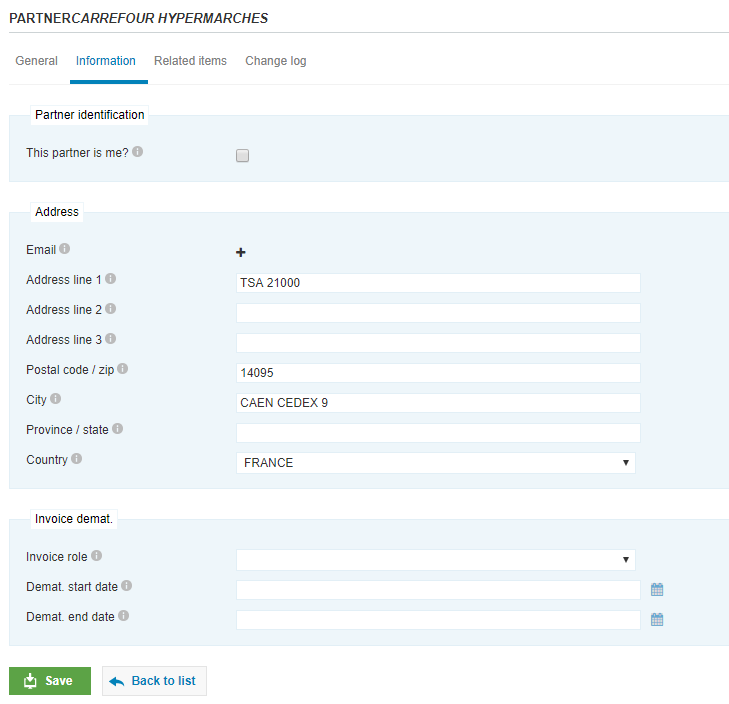 PARTNERCARREFOUR HYPERMARCHES
General Information Related items Change log
Partner identification
This partner is me?
Address
Email
Address line 1 TSA 21000
Address line 2
Address line 3
Postal code / zip 14095
City CAEN CEDEX 9
Province / state
Country FRANCE
Invoice demat.
Invoice role
Demat. start date
Demat. end date
Save Back to list